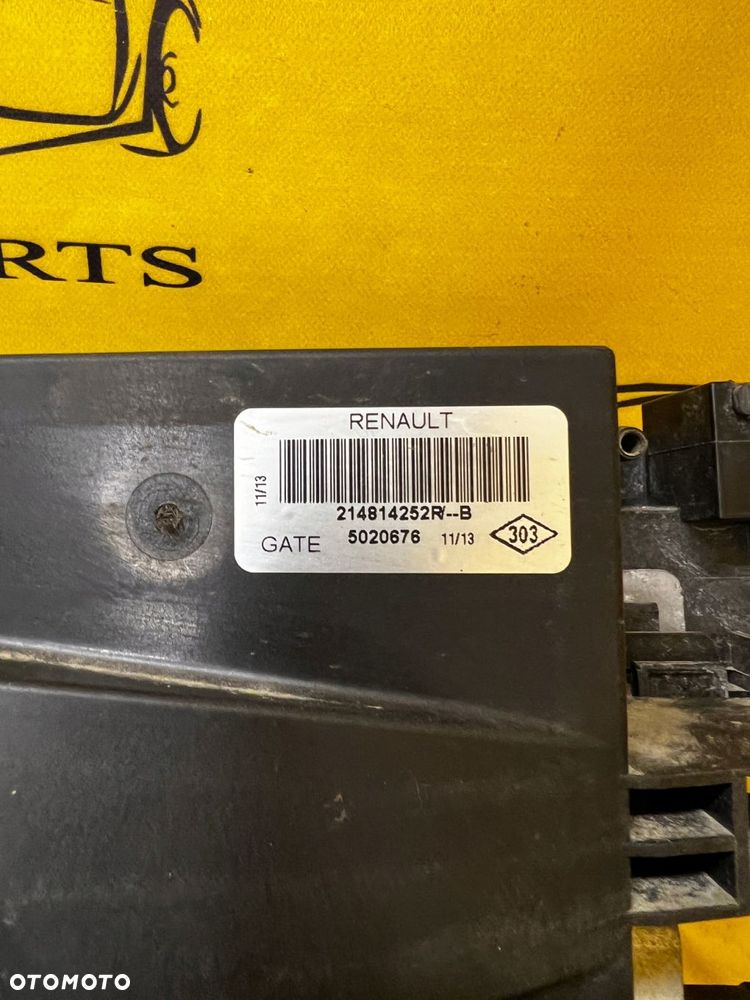 RTS
RENAULT
11/13
214814252R/--B
GATE 5020676 11/13 303
OTOMOTO